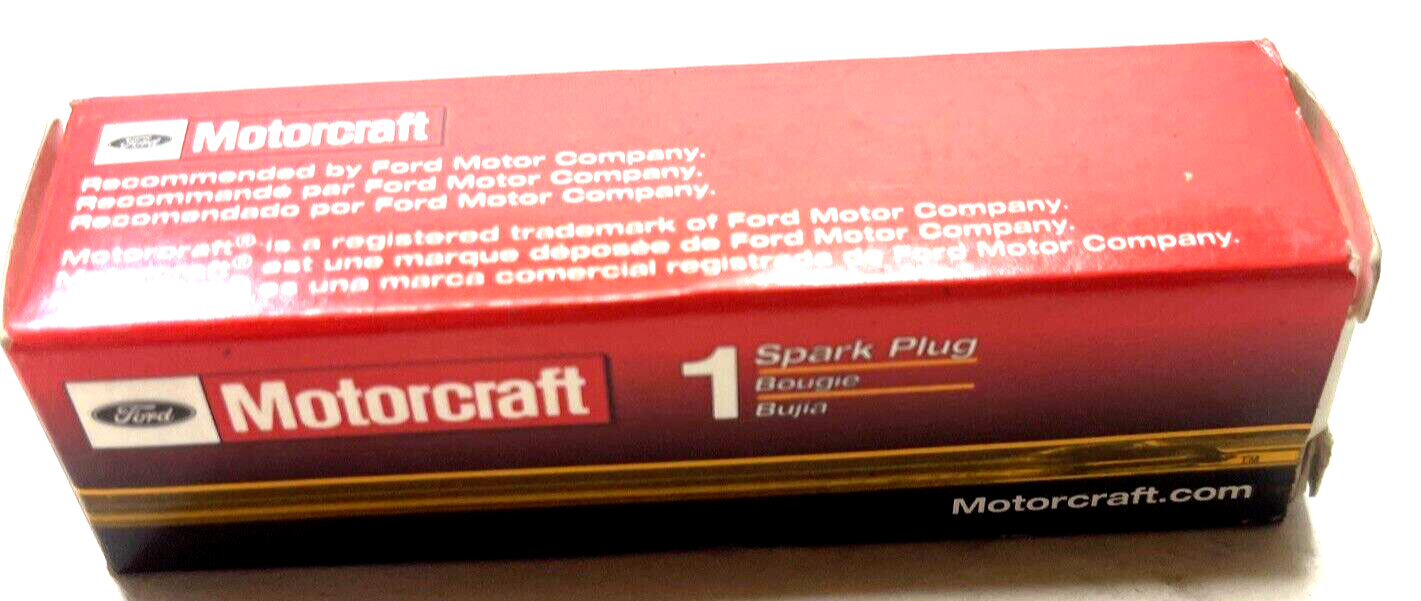 Ford
Motorcraft
Recommended by Ford Motor Company.
Recommandé par Ford Motor Company.
Recomendado por Ford Motor Company.
Motorcraft® is a registered trademark of Ford Motor Company.
Motorcraft® est une marque déposée de Ford Motor Company.
es una marca comercial registrada de Ford Motor Company.
Ford
Motorcraft
1
Spark Plug
Bougie
Bujía
TM
Motorcraft.com